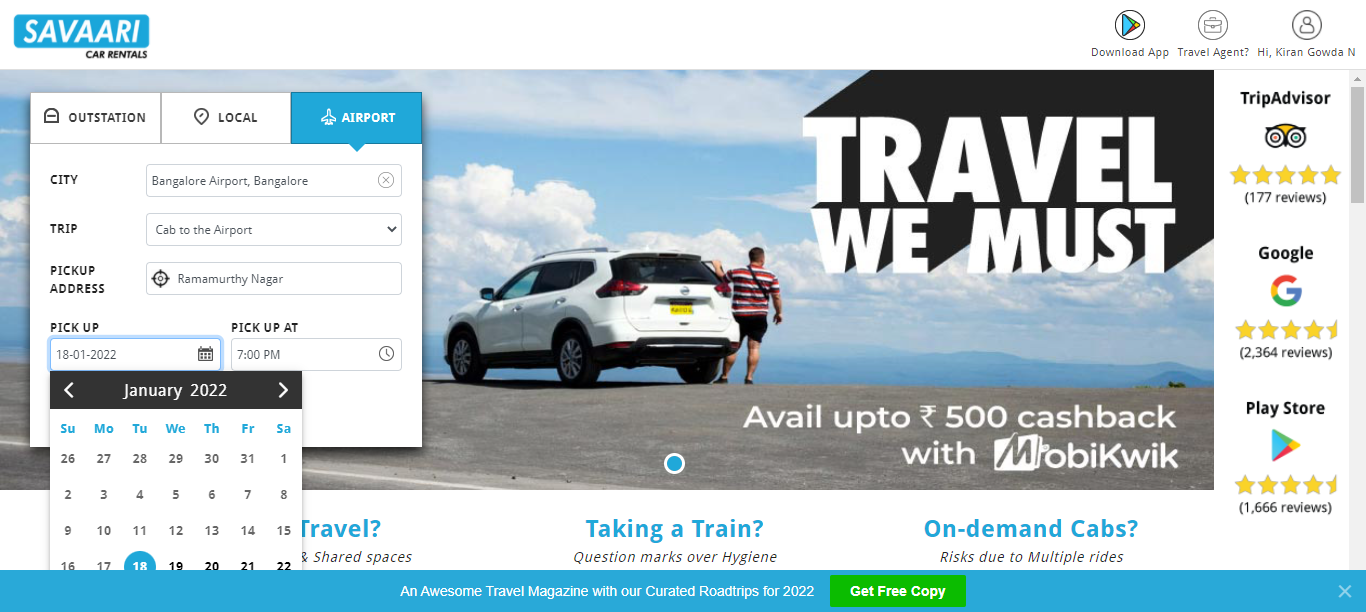 SAVAARI
CAR RENTALS
Download App
Travel Agent?
Hi, Kiran Gowda N
OUTSTATION
LOCAL
AIRPORT
CITY
Bangalore Airport, Bangalore
TRIP
Cab to the Airport
PICKUP
ADDRESS
Ramamurthy Nagar
PICK UP
PICK UP AT
18-01-2022
7:00 PM
January 2022
Su Mo Tu We Th Fr Sa
26 27 28 29 30 31 1
2 3 4 5 6 7 8
9 10 11 12 13 14 15
16 17 18 19 20 21 22
TRAVEL
WE MUST
Avail upto ₹ 500 cashback
with MobiKwik
TripAdvisor
(177 reviews)
Google
(2,364 reviews)
Play Store
(1,666 reviews)
Travel?
& Shared spaces
Taking a Train?
Question marks over Hygiene
On-demand Cabs?
Risks due to Multiple rides
An Awesome Travel Magazine with our Curated Roadtrips for 2022
Get Free Copy